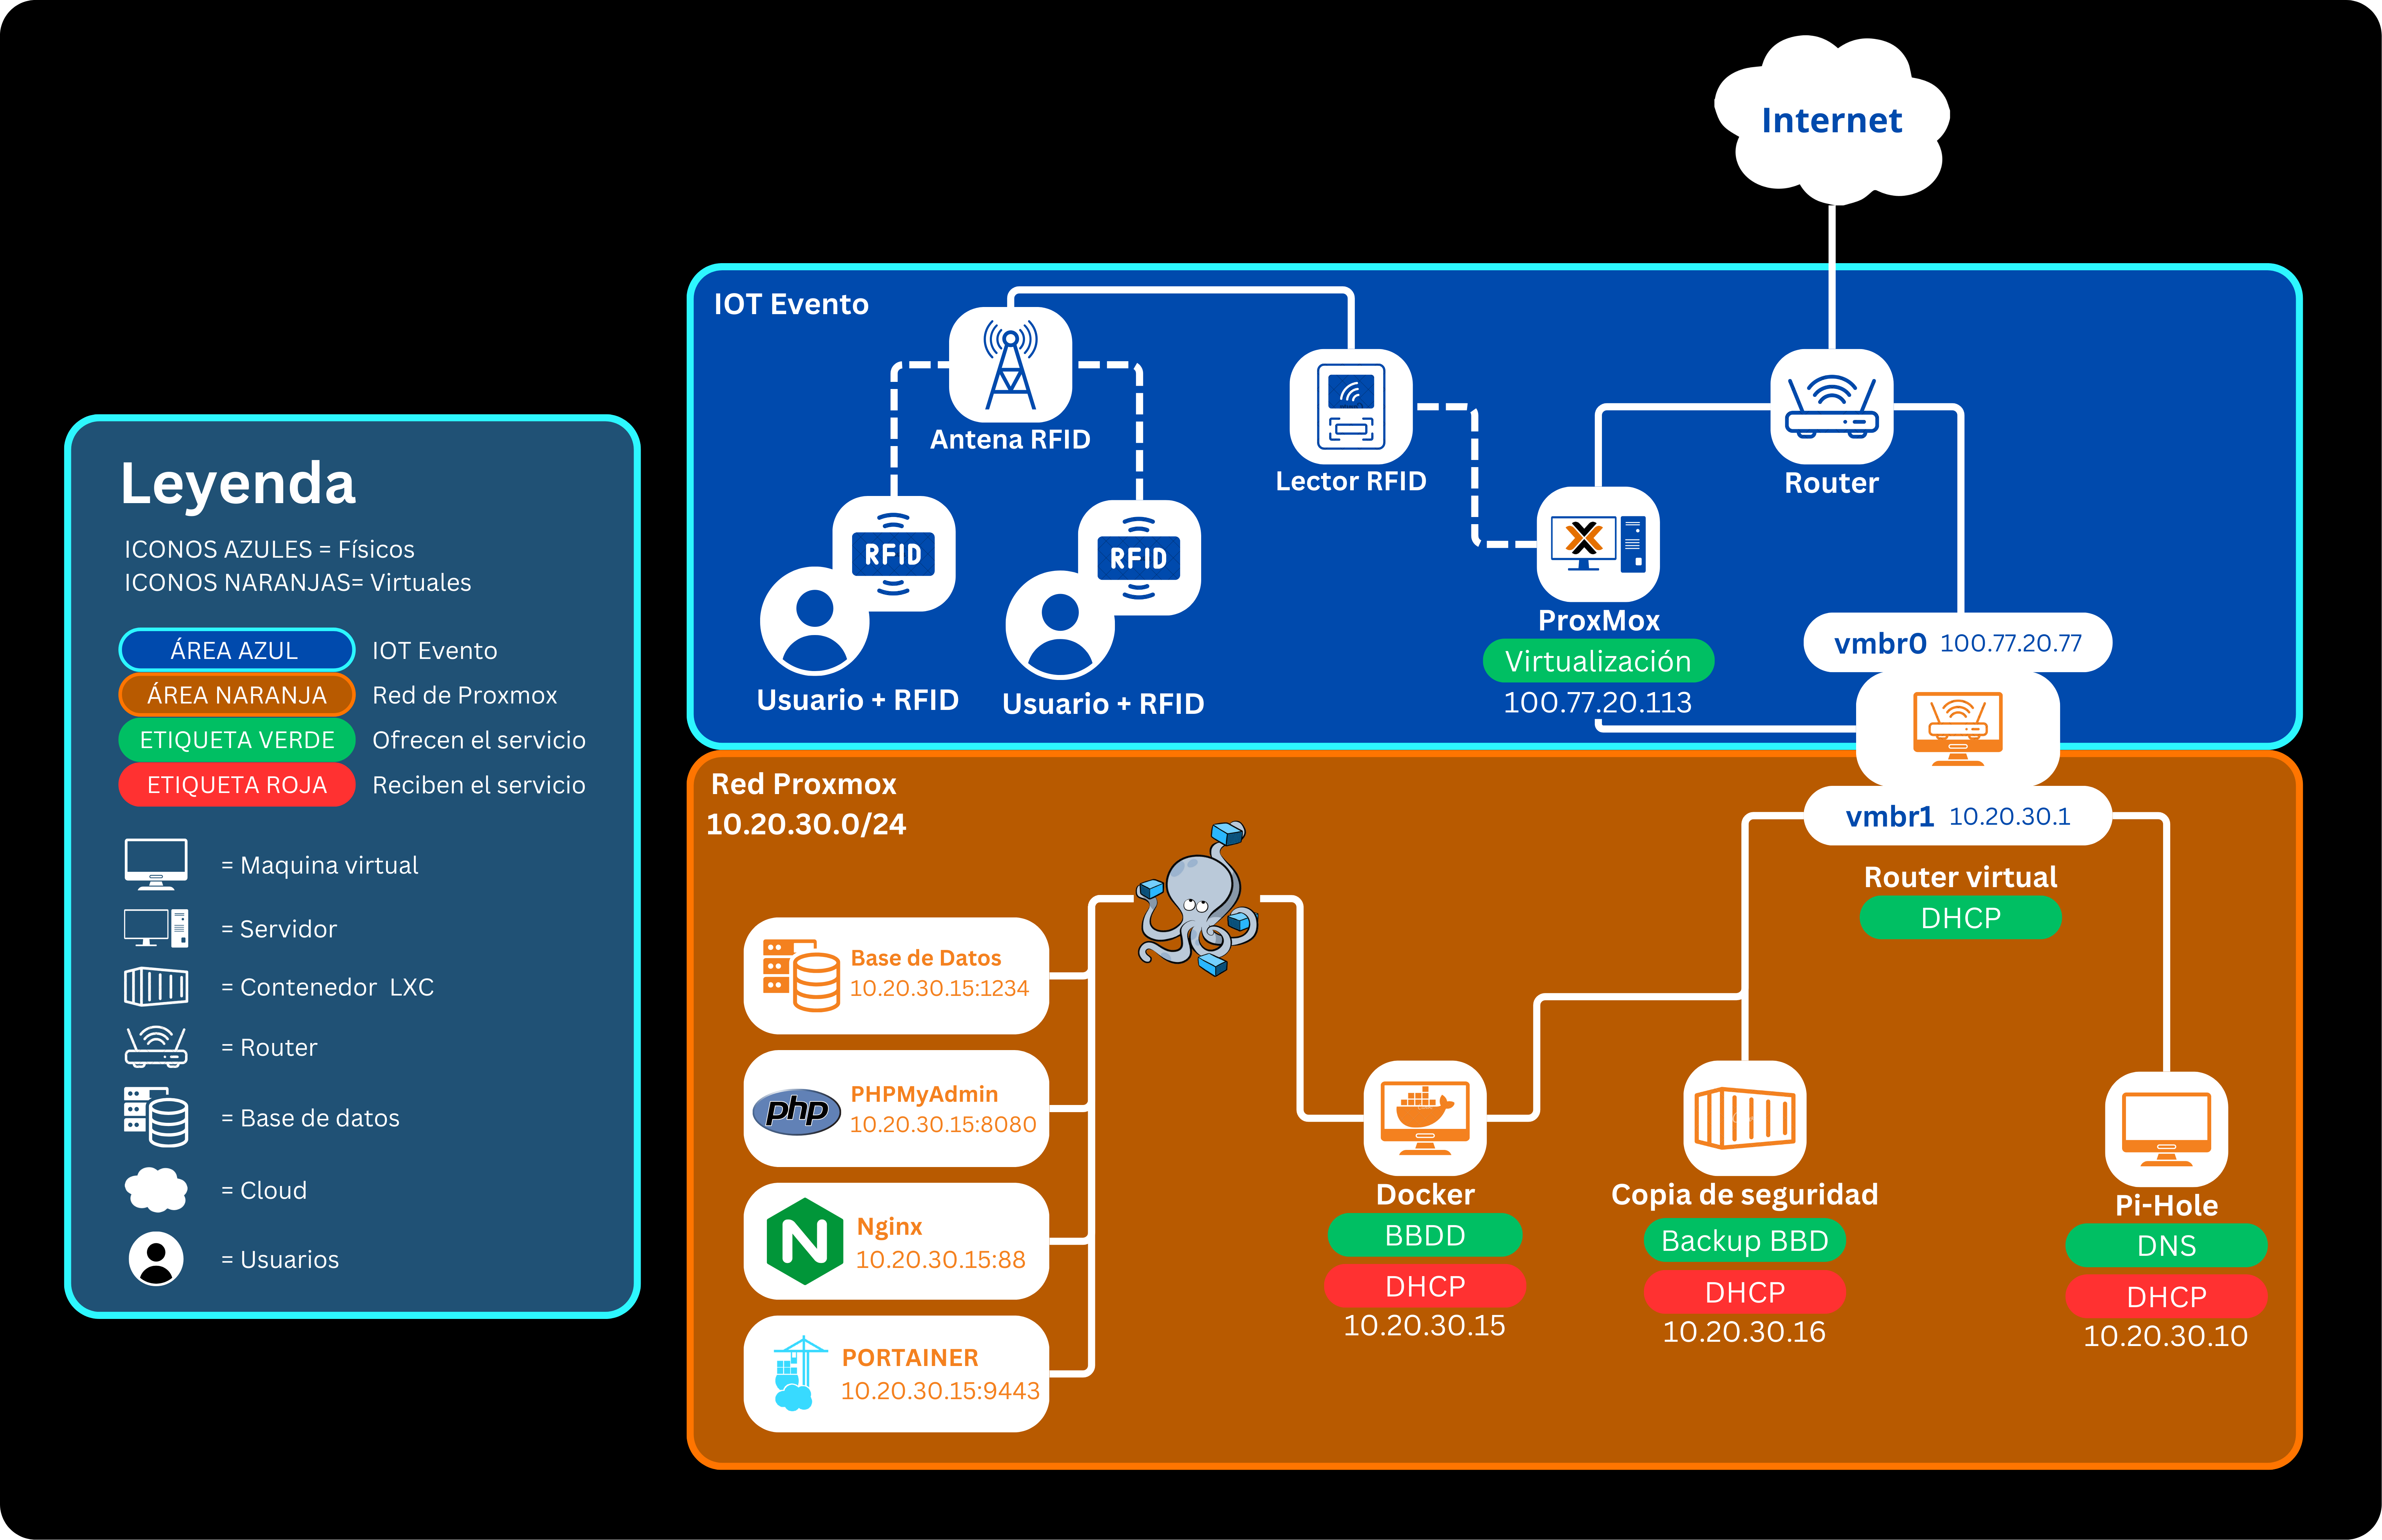 Internet
IOT Evento
Antena RFID
Lector RFID
Router
RFID
RFID
Usuario + RFID
Usuario + RFID
ProxMox
Virtualización
100.77.20.113
vmbr0 100.77.20.77
vmbr1 10.20.30.1
Router virtual
DHCP
Leyenda
ICONOS AZULES = Físicos
ICONOS NARANJAS= Virtuales
ÁREA AZUL IOT Evento
ÁREA NARANJA Red de Proxmox
ETIQUETA VERDE Ofrecen el servicio
ETIQUETA ROJA Reciben el servicio
= Maquina virtual
= Servidor
= Contenedor LXC
= Router
= Base de datos
= Cloud
= Usuarios
Red Proxmox
10.20.30.0/24
Base de Datos
10.20.30.15:1234
php
PHPMyAdmin
10.20.30.15:8080
N
Nginx
10.20.30.15:88
PORTAINER
10.20.30.15:9443
Docker
BBDD
DHCP
10.20.30.15
Copia de seguridad
Backup BBD
DHCP
10.20.30.16
Pi-Hole
DNS
DHCP
10.20.30.10